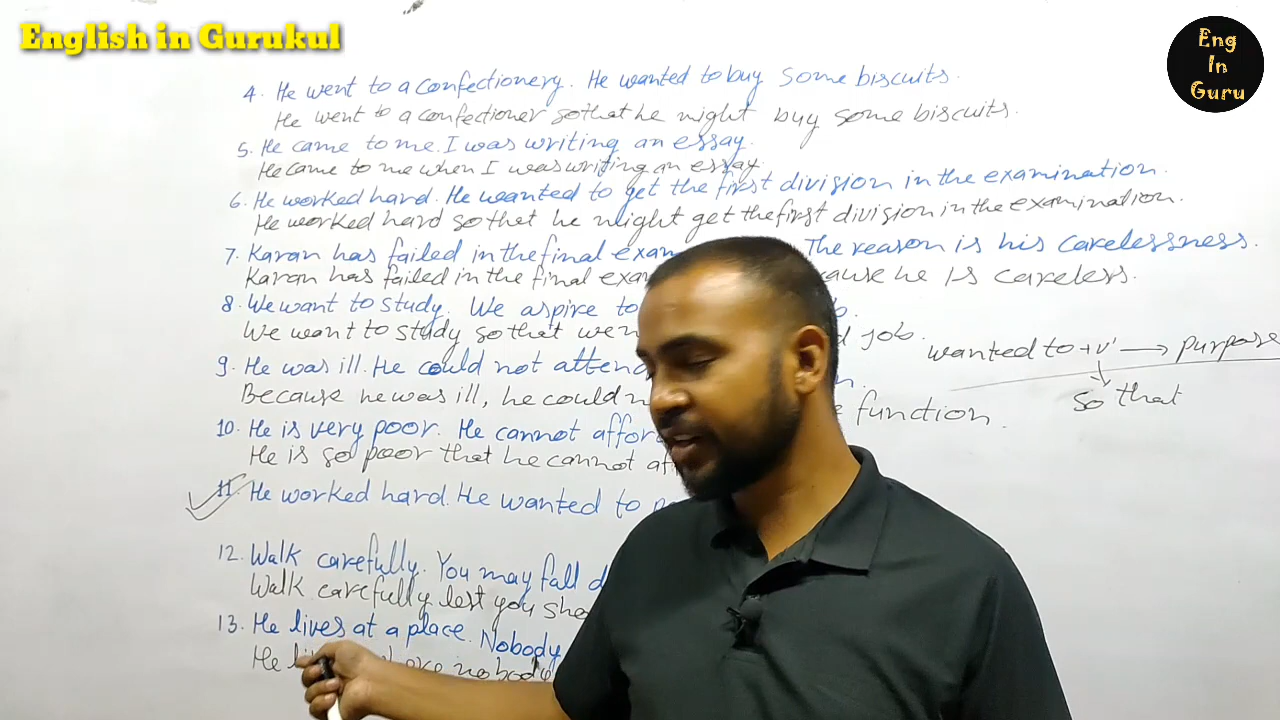 English in Gurukul
Eng
In
Guru
4. He went to a confectionery. He wanted to buy some biscuits.
He went to a confectioner so that he might buy some biscuits.
5. He came to me. I was writing an essay.
He came to me when I was writing an essay.
6. He worked hard. He wanted to get the first division in the examination.
He worked hard so that he might get the first division in the examination.
7. Karan has failed in the final The reason is his carelessness.
Karan has failed in the final he is careless.
8. We want to study. We aspire to job.
We want to study so that we job.
9. He was ill. He could not
Because he was ill, he could function.
10. He is very poor. He cannot
He is so poor that he cannot
11. He worked hard. He wanted to
12. Walk carefully. You may fall
Walk carefully lest you
13. He lives at a place. Nobody
He nobody
wanted to + v' → purpose
so that